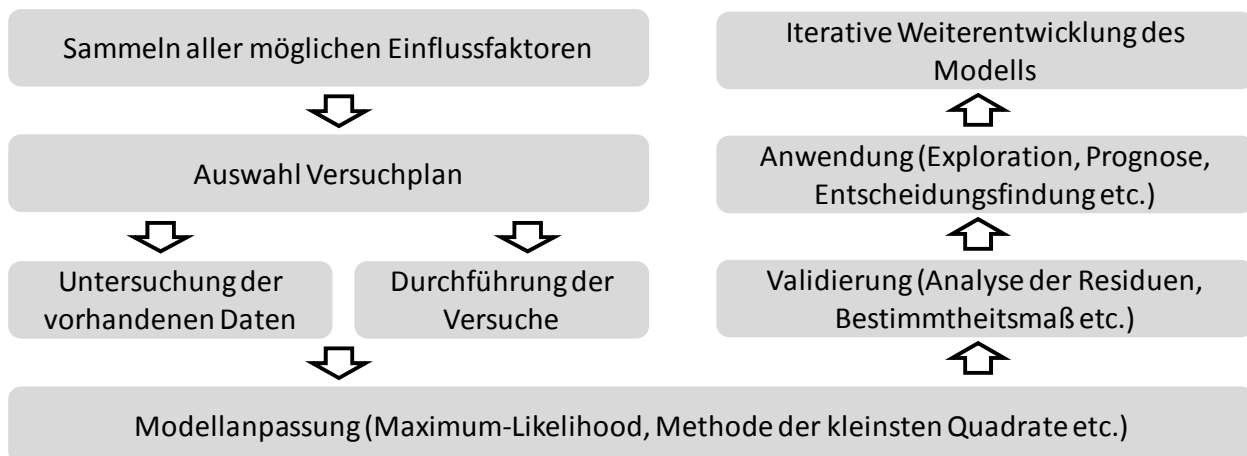 Sammeln aller möglichen Einflussfaktoren
Auswahl Versuchplan
Untersuchung der
vorhandenen Daten
Durchführung der
Versuche
Modellanpassung (Maximum-Likelihood, Methode der kleinsten Quadrate etc.)
Validierung (Analyse der Residuen,
Bestimmtheitsmaß etc.)
Anwendung (Exploration, Prognose,
Entscheidungsfindung etc.)
Iterative Weiterentwicklung des
Modells